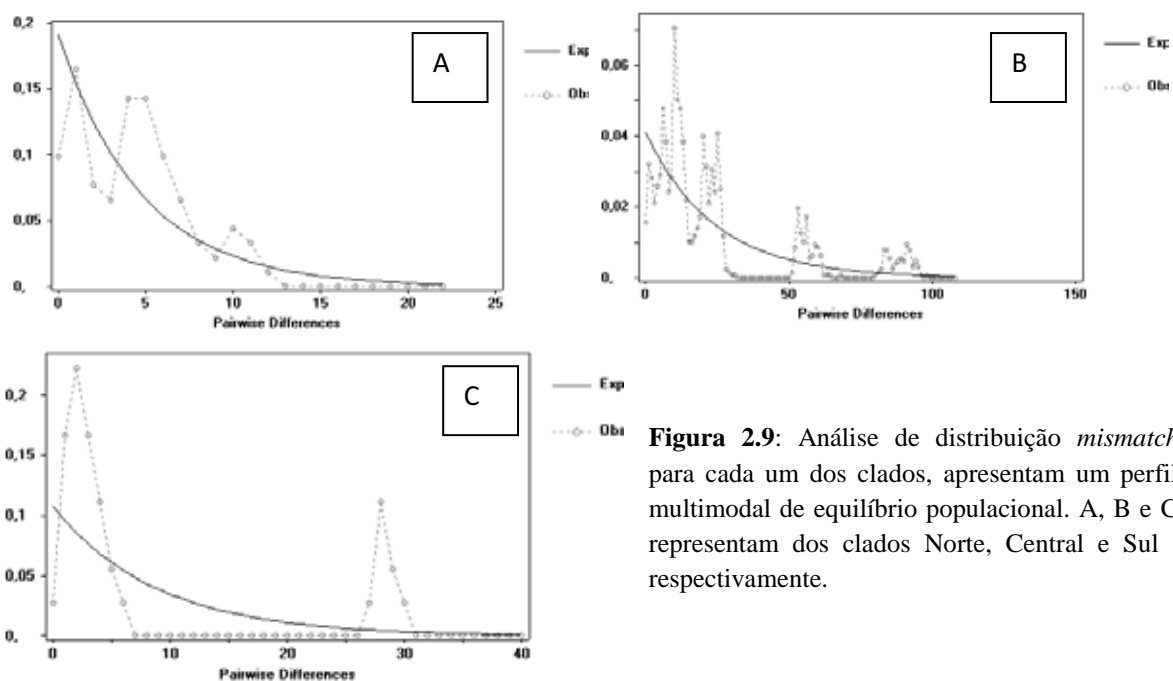 0,2
0,15
0,1
0,05
0,
0 5 10 15 20 25
Pairwise Differences
A
Exp
Obs
0,06
0,04
0,02
0,
0 50 100 150
Pairwise Differences
B
Exp
Obs
0,2
0,15
0,1
0,05
0,
0 10 20 30 40
Pairwise Differences
C
Exp
Obs
Figura 2.9: Análise de distribuição mismatch
para cada um dos clados, apresentam um perfil
multimodal de equilíbrio populacional. A, B e C
representam dos clados Norte, Central e Sul
respectivamente.